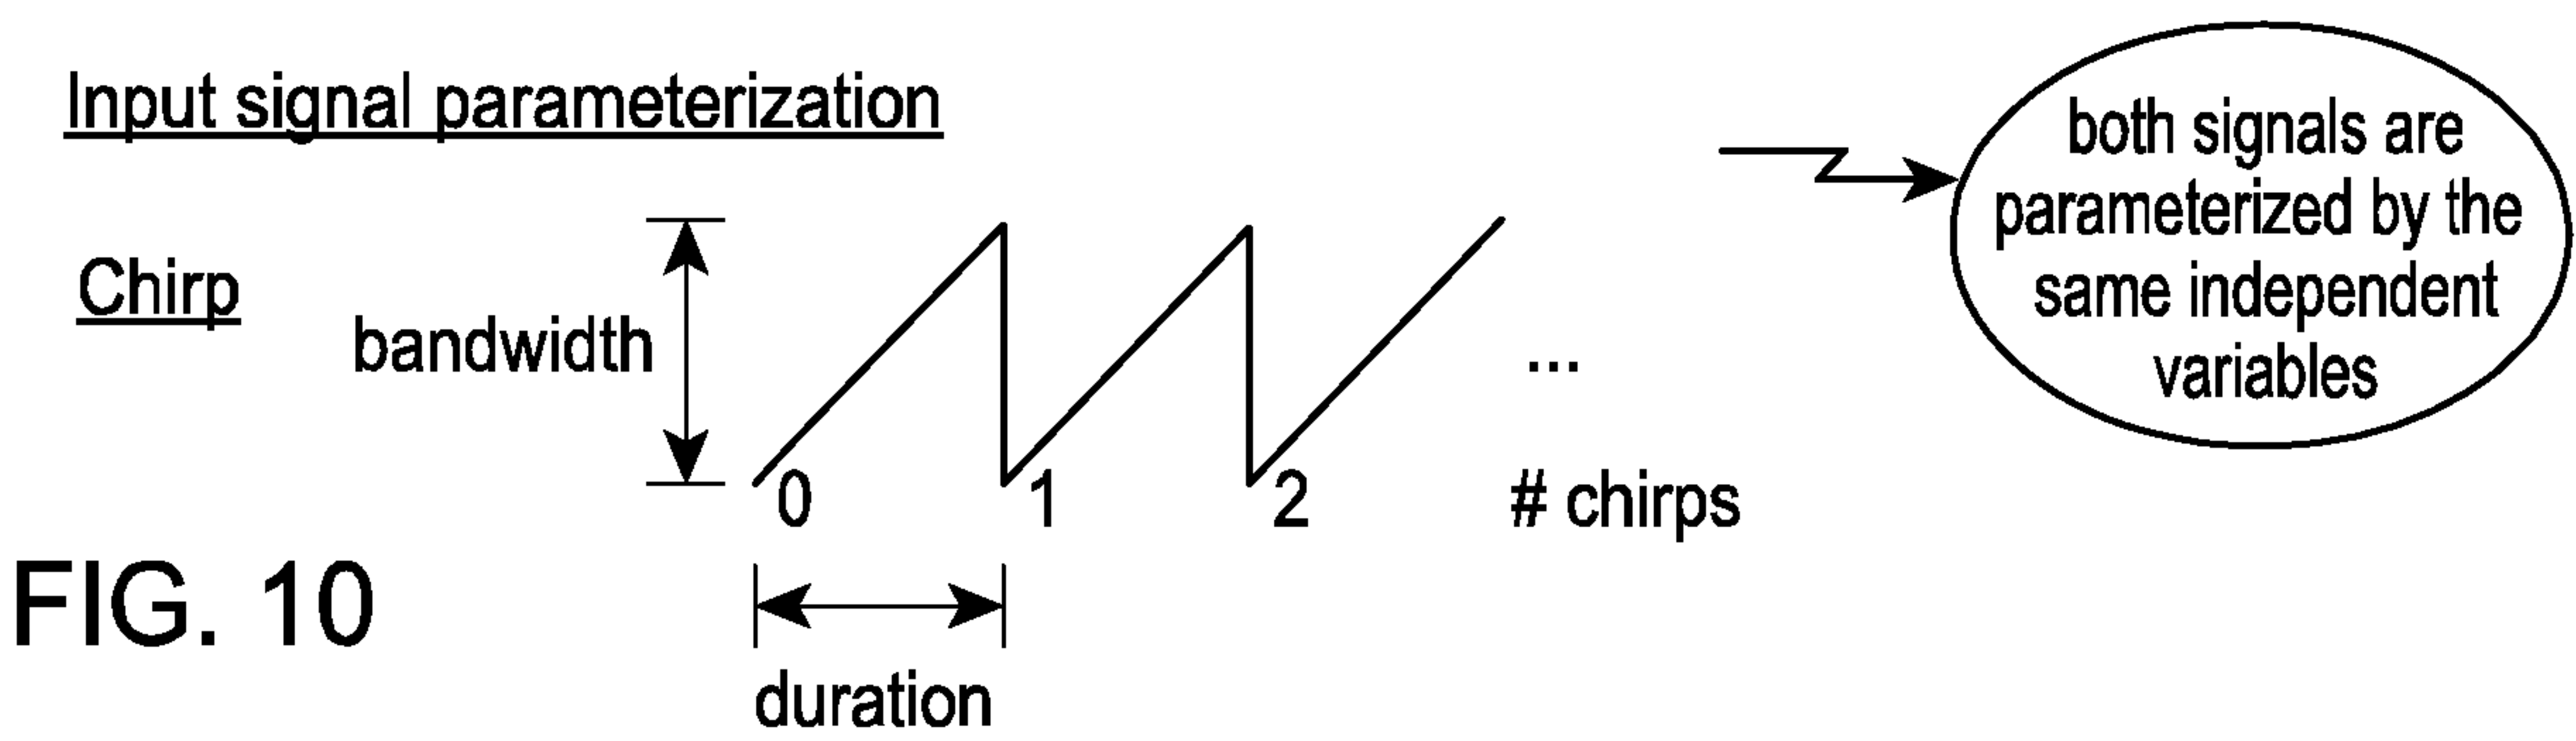 Input signal parameterization
both signals are
parameterized by the
same independent
variables
Chirp
bandwidth
...
0 1 2 # chirps
FIG. 10
duration